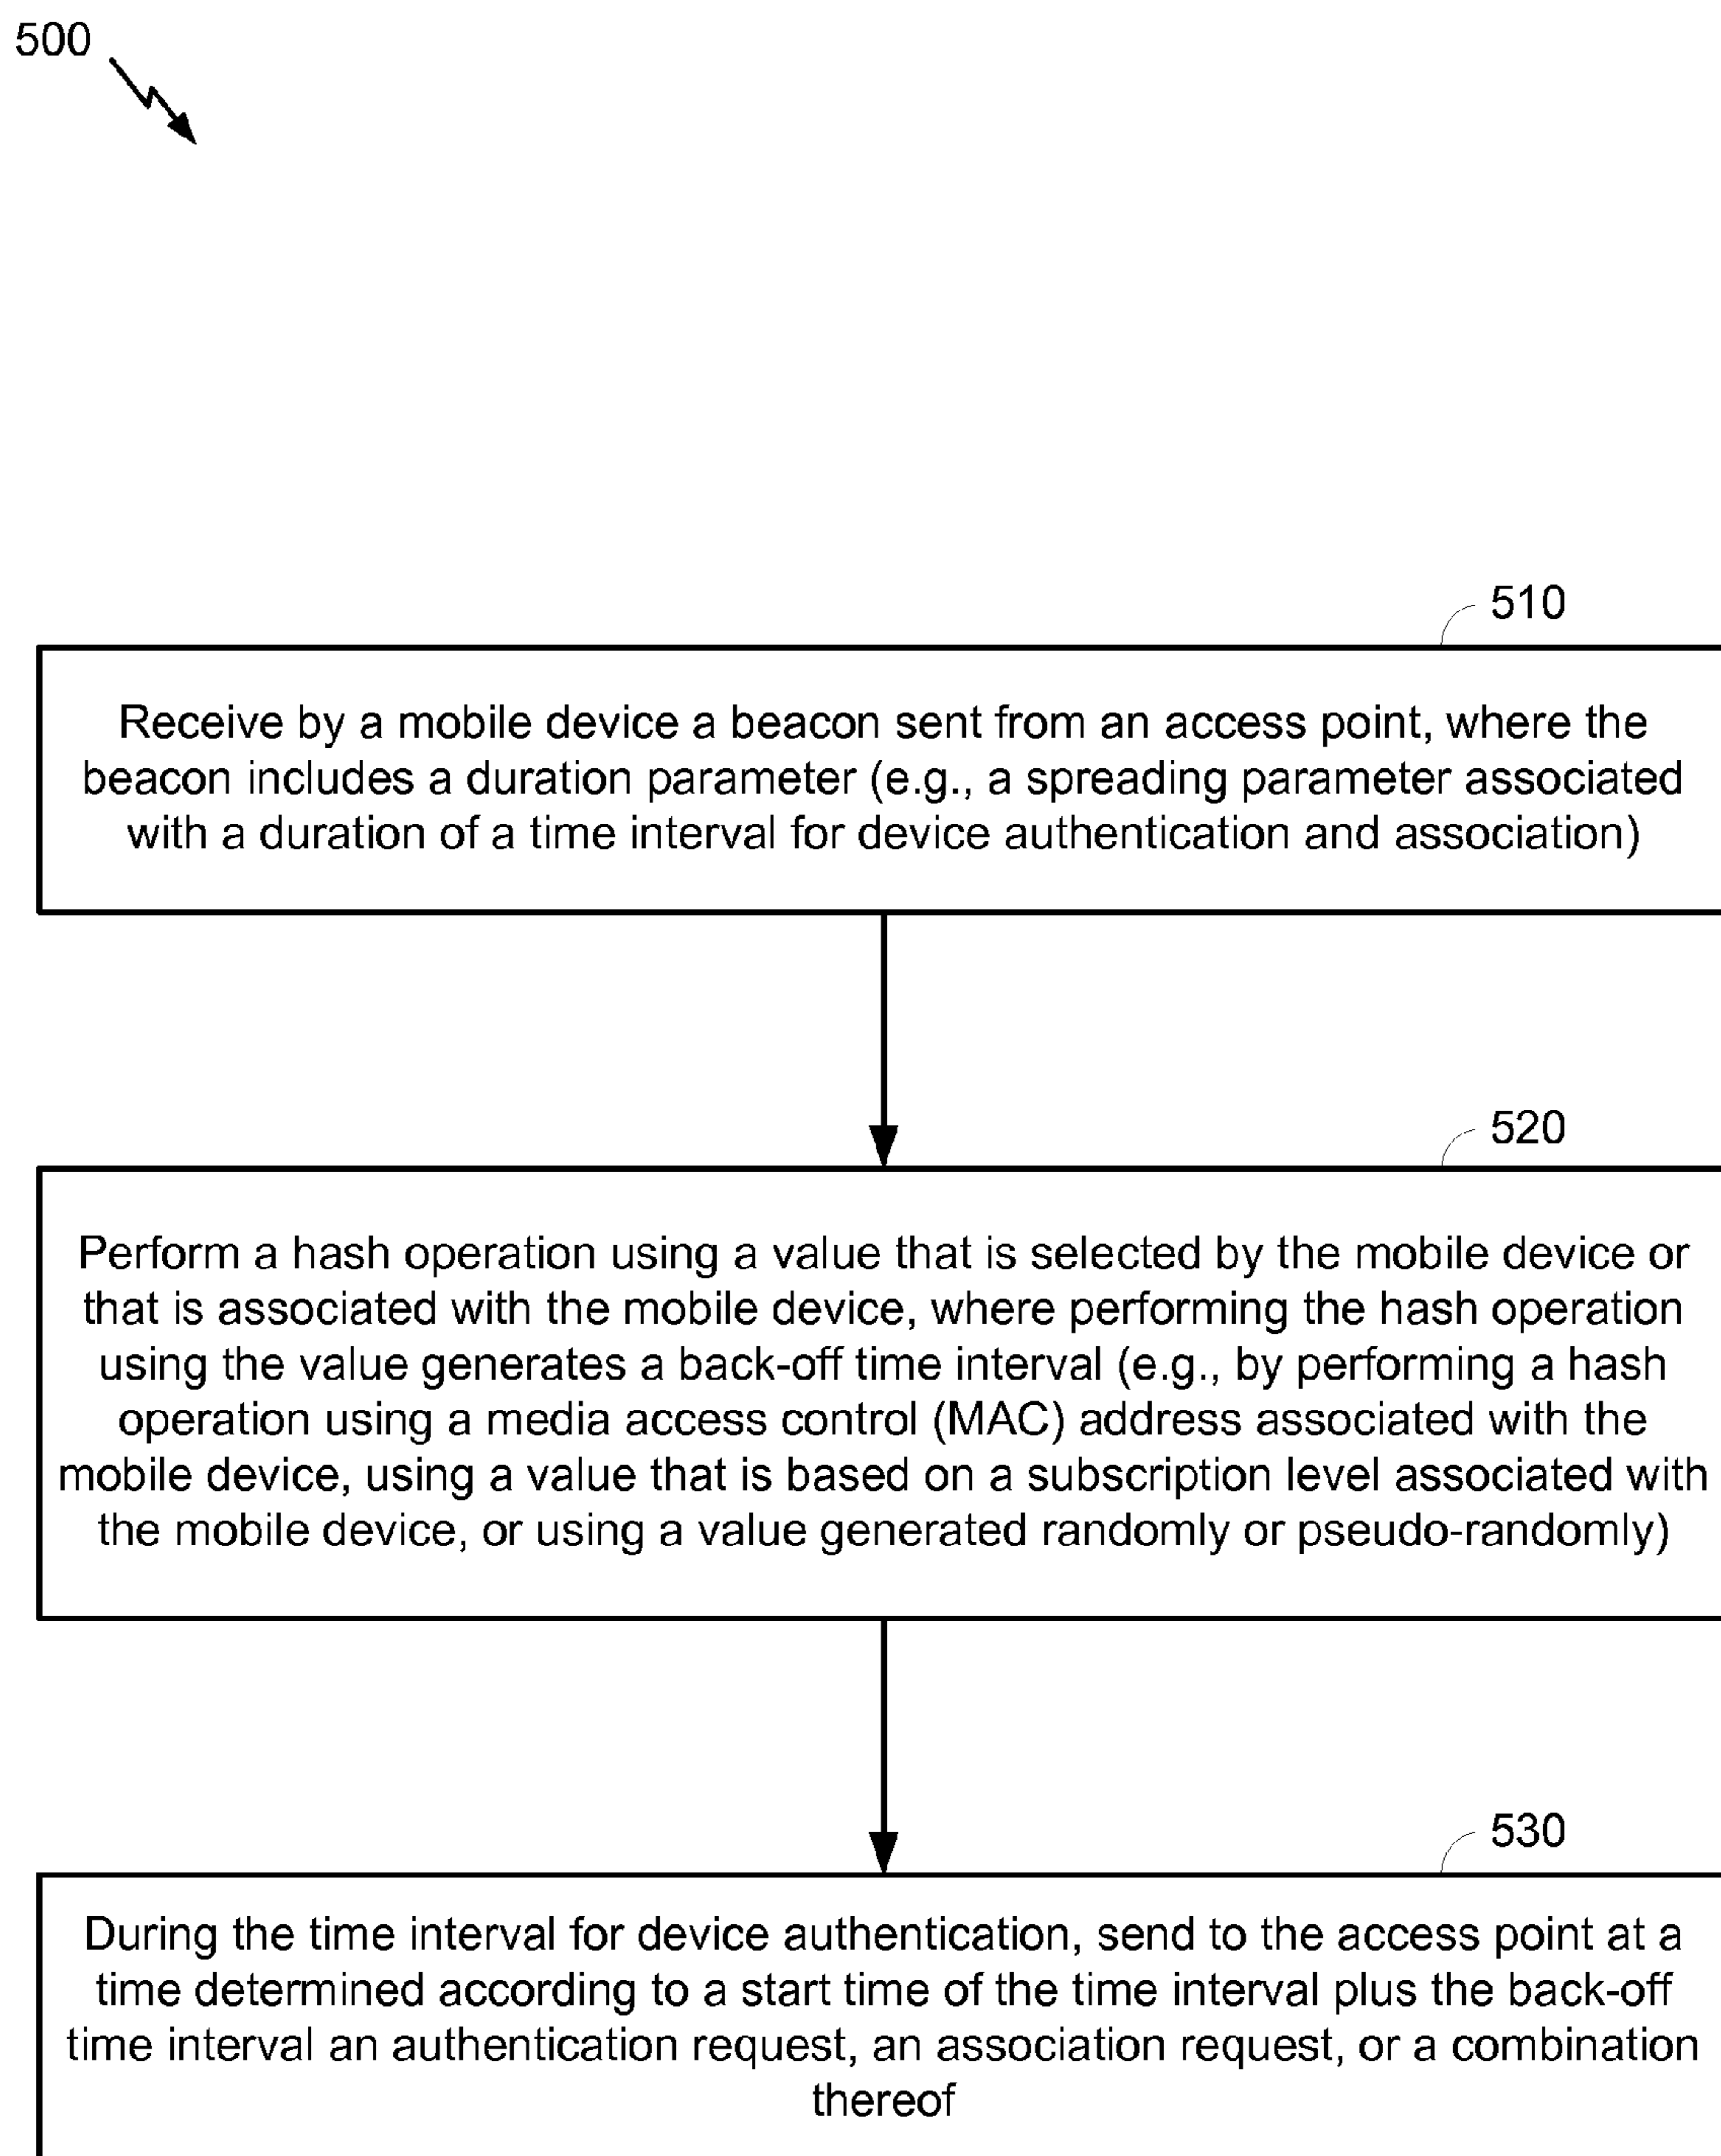 500
510
Receive by a mobile device a beacon sent from an access point, where the
beacon includes a duration parameter (e.g., a spreading parameter associated
with a duration of a time interval for device authentication and association)
520
Perform a hash operation using a value that is selected by the mobile device or
that is associated with the mobile device, where performing the hash operation
using the value generates a back-off time interval (e.g., by performing a hash
operation using a media access control (MAC) address associated with the
mobile device, using a value that is based on a subscription level associated with
the mobile device, or using a value generated randomly or pseudo-randomly)
530
During the time interval for device authentication, send to the access point at a
time determined according to a start time of the time interval plus the back-off
time interval an authentication request, an association request, or a combination
thereof